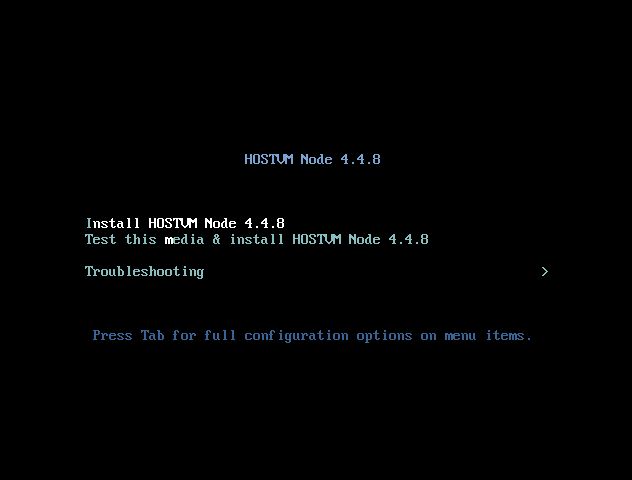 HOSTVM Node 4.4.8
Install HOSTVM Node 4.4.8
Test this media & install HOSTVM Node 4.4.8
Troubleshooting >
Press Tab for full configuration options on menu items.